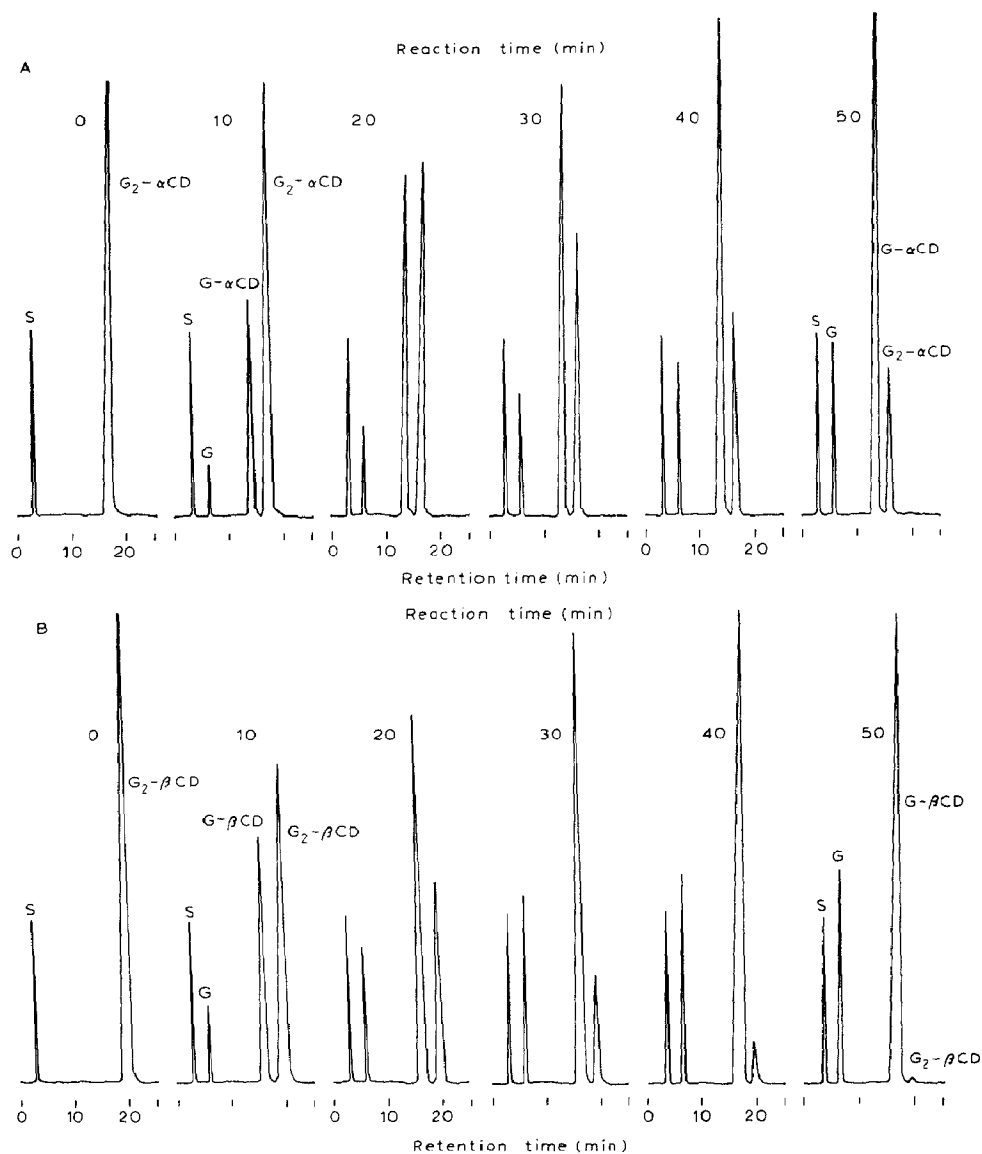 Reaction time (min)
A
0 10 20 30 40 50
G₂-αCD G₂-αCD
G-αCD
G-αCD
S S S G
G₂-αCD
G
0 10 20 0 10 20 0 10 20
Retention time (min)
Reaction time (min)
B
0 10 20 30 40 50
G₂-βCD G-βCD
G-βCD G₂-βCD
G
S S S
G
G₂-βCD
0 10 20 0 10 20 0 10 20
Retention time (min)